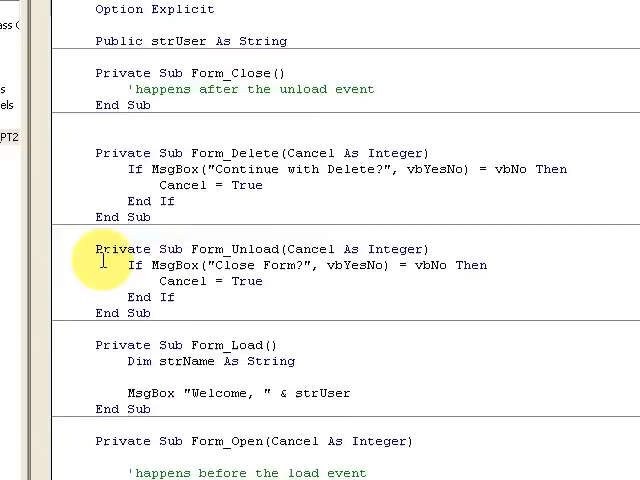 Option Explicit
Public strUser As String
Private Sub Form_Close()
'happens after the unload event
End Sub
Private Sub Form_Delete(Cancel As Integer)
If MsgBox("Continue with Delete?", vbYesNo) = vbNo Then
Cancel = True
End If
End Sub
Private Sub Form_Unload(Cancel As Integer)
If MsgBox("Close Form?", vbYesNo) = vbNo Then
Cancel = True
End If
End Sub
Private Sub Form_Load()
Dim strName As String
MsgBox "Welcome, " & strUser
End Sub
Private Sub Form_Open(Cancel As Integer)
'happens before the load event
ass C
s
els
_PT2